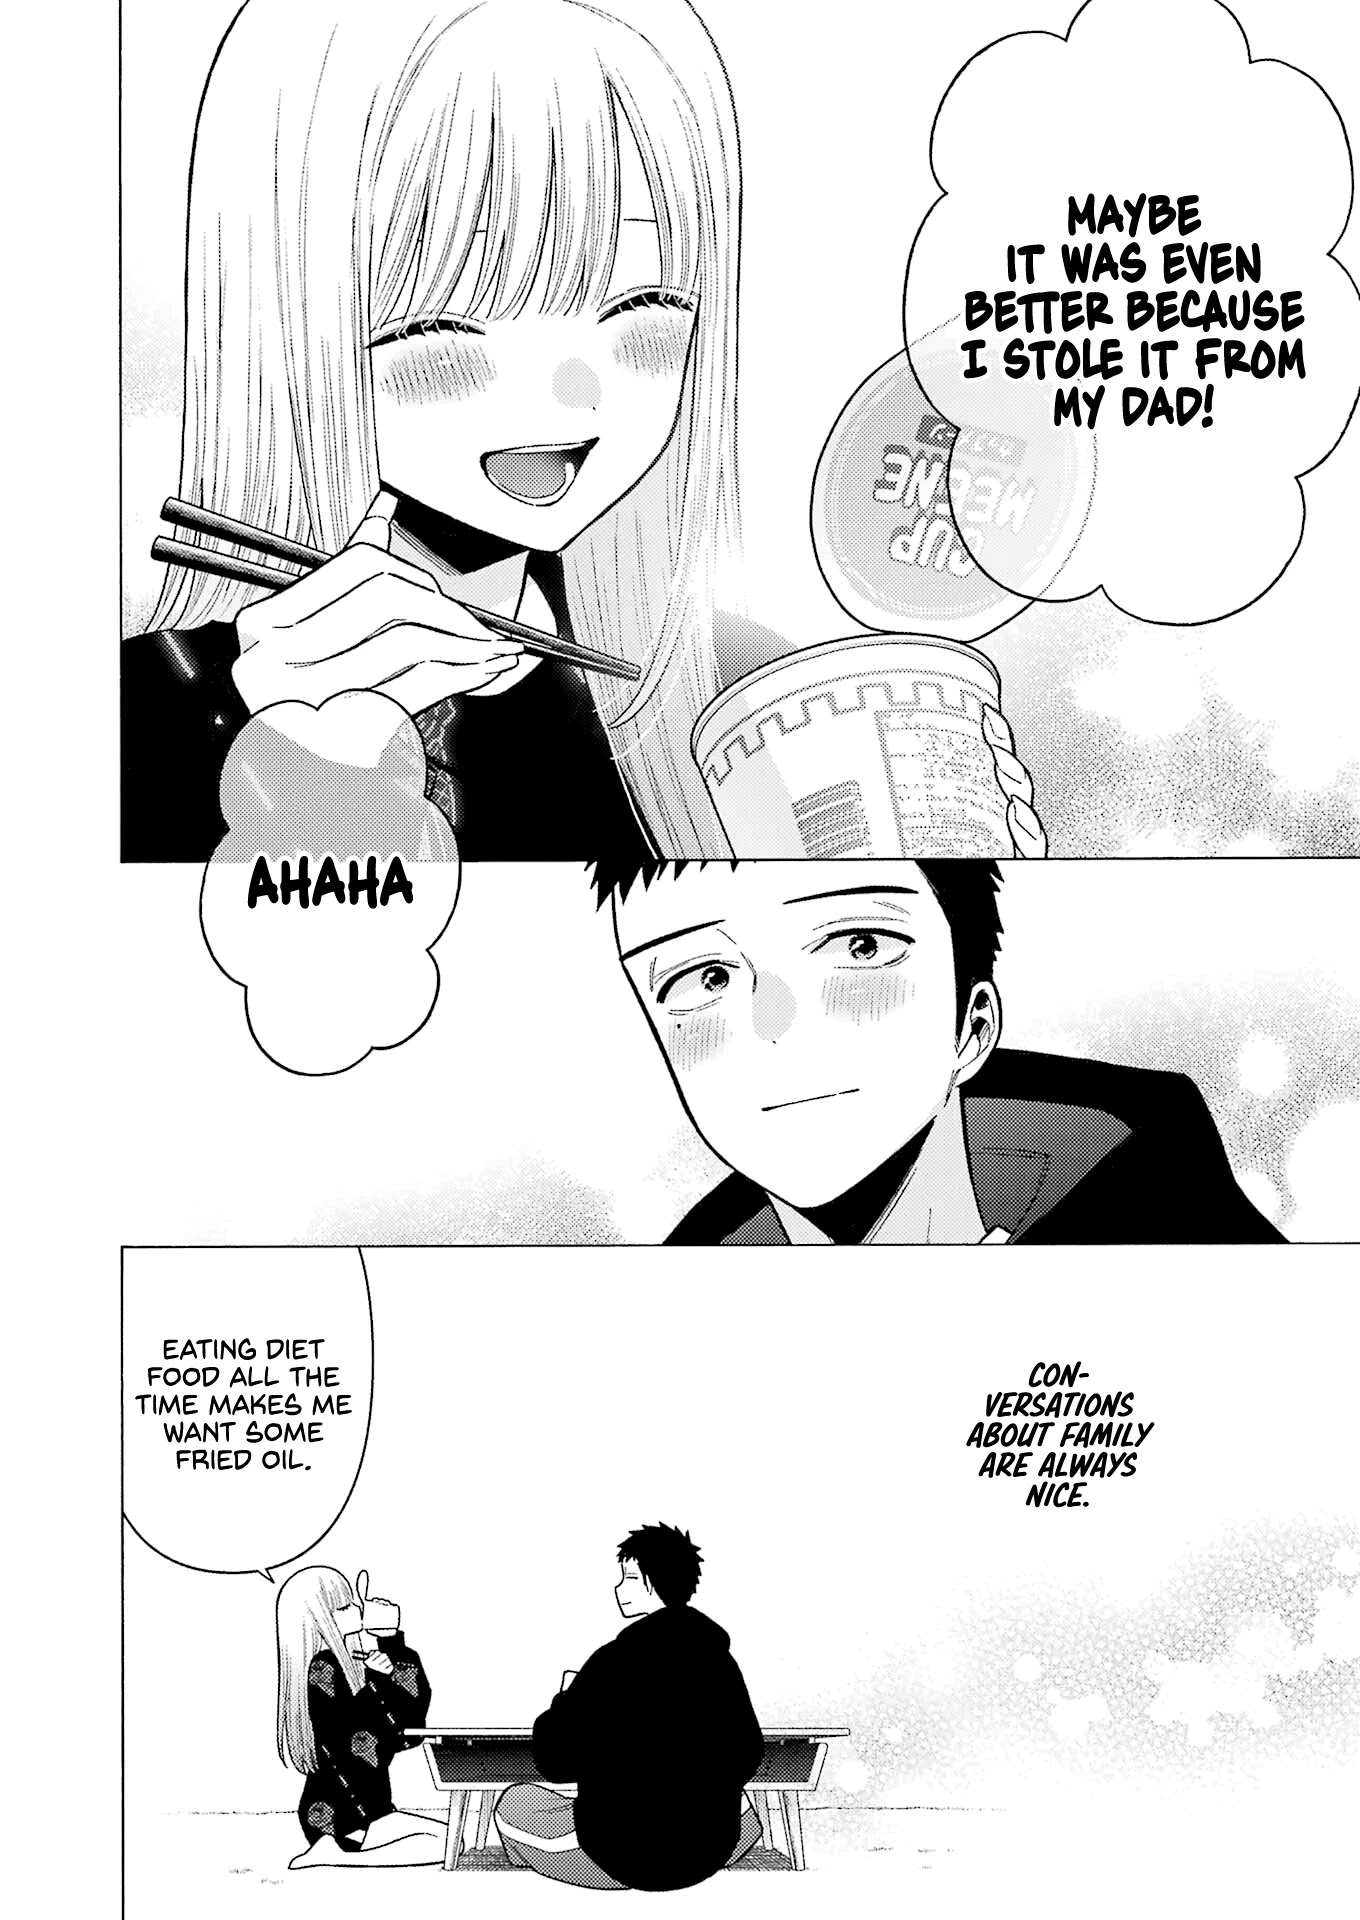 MAYBE
IT WAS EVEN
BETTER BECAUSE
I STOLE IT FROM
MY DAD!
CUP
MEEN
AHAHA
CON-
VERSATIONS
ABOUT FAMILY
ARE ALWAYS
NICE.
EATING DIET
FOOD ALL THE
TIME MAKES ME
WANT SOME
FRIED OIL.